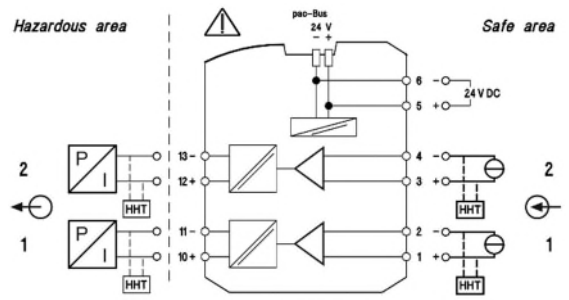 Hazardous area
pac-Bus
24 V
- +
Safe area
6 -
24 V DC
5 +
2
P
I
HHT
13 -
12 +
4 -
3 +
HHT
2
1
P
I
HHT
11 -
10 +
2 -
1 +
HHT
1